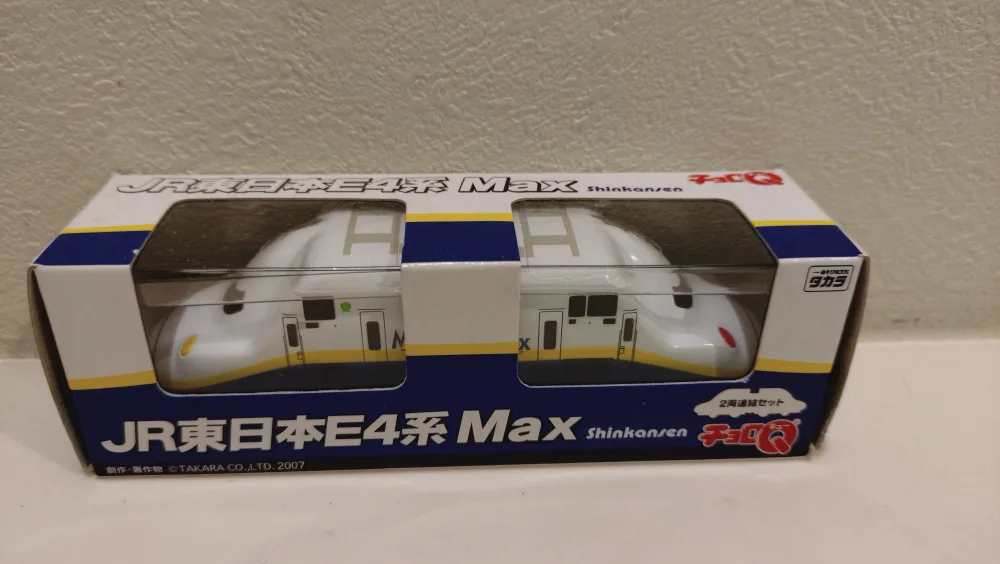 JR東日本E4系 Max Shinkansen チョロQ
タカラ
M
x
2両連結セット
JR東日本E4系 Max Shinkansen チョロQ
創作・著作物 ©TAKARA CO.,LTD. 2007